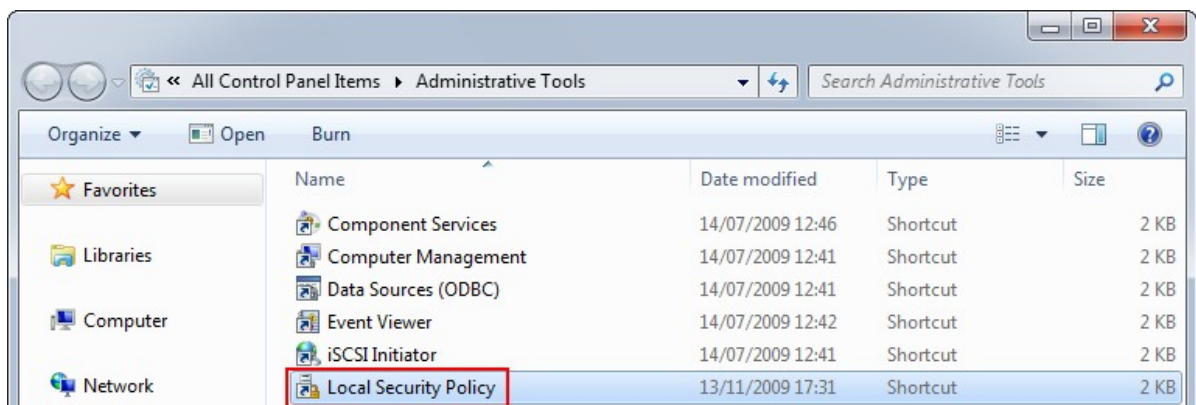 « All Control Panel Items ▸ Administrative Tools Search Administrative Tools
Organize Open Burn
Favorites
Libraries
Computer
Network
Name Date modified Type Size
Component Services 14/07/2009 12:46 Shortcut 2 KB
Computer Management 14/07/2009 12:41 Shortcut 2 KB
Data Sources (ODBC) 14/07/2009 12:41 Shortcut 2 KB
Event Viewer 14/07/2009 12:42 Shortcut 2 KB
iSCSI Initiator 14/07/2009 12:41 Shortcut 2 KB
Local Security Policy 13/11/2009 17:31 Shortcut 2 KB